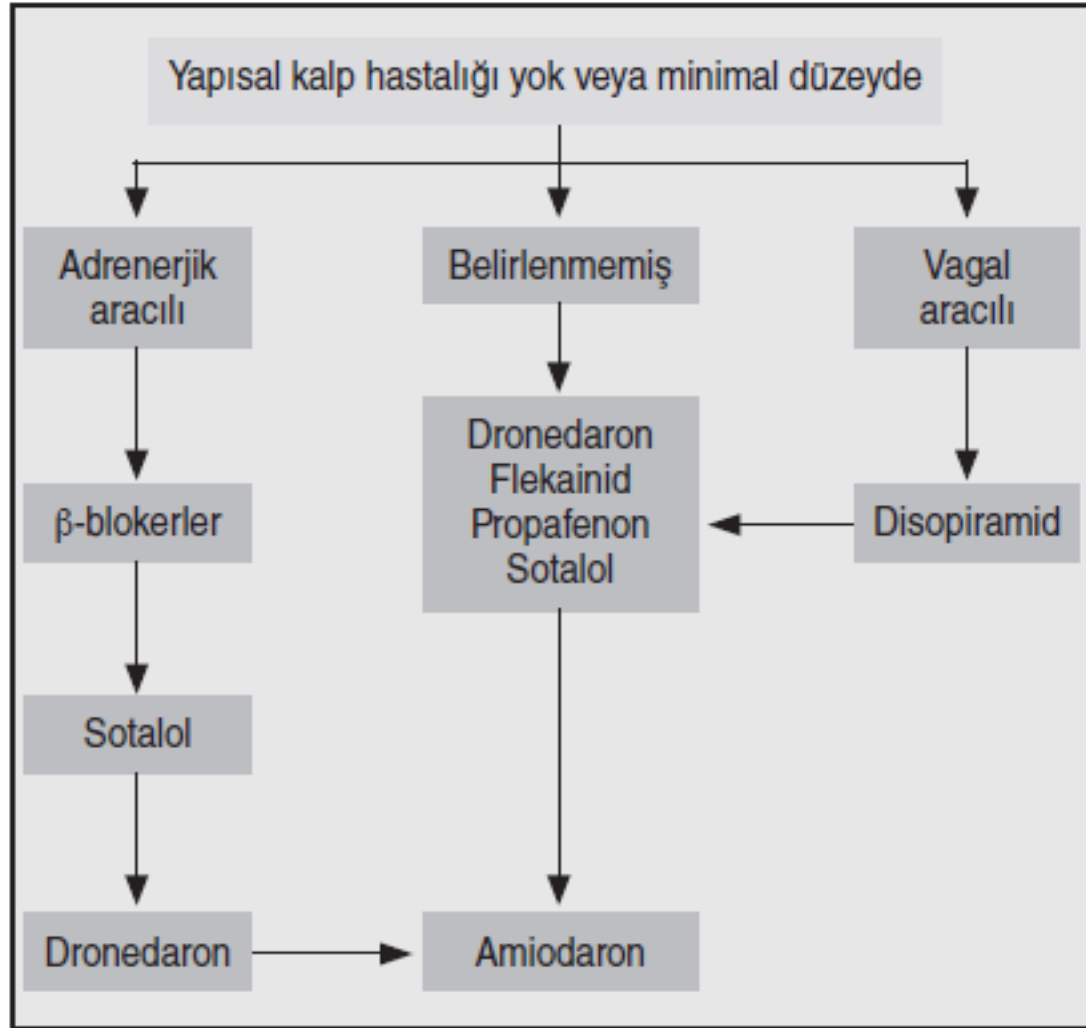 Yapısal kalp hastalığı yok veya minimal düzeyde
Adrenerjik
aracılı
Belirlenmemiş
Vagal
aracılı
Dronedaron
Flekainid
Propafenon
Sotalol
β-blokerler
Disopiramid
Sotalol
Dronedaron
Amiodaron